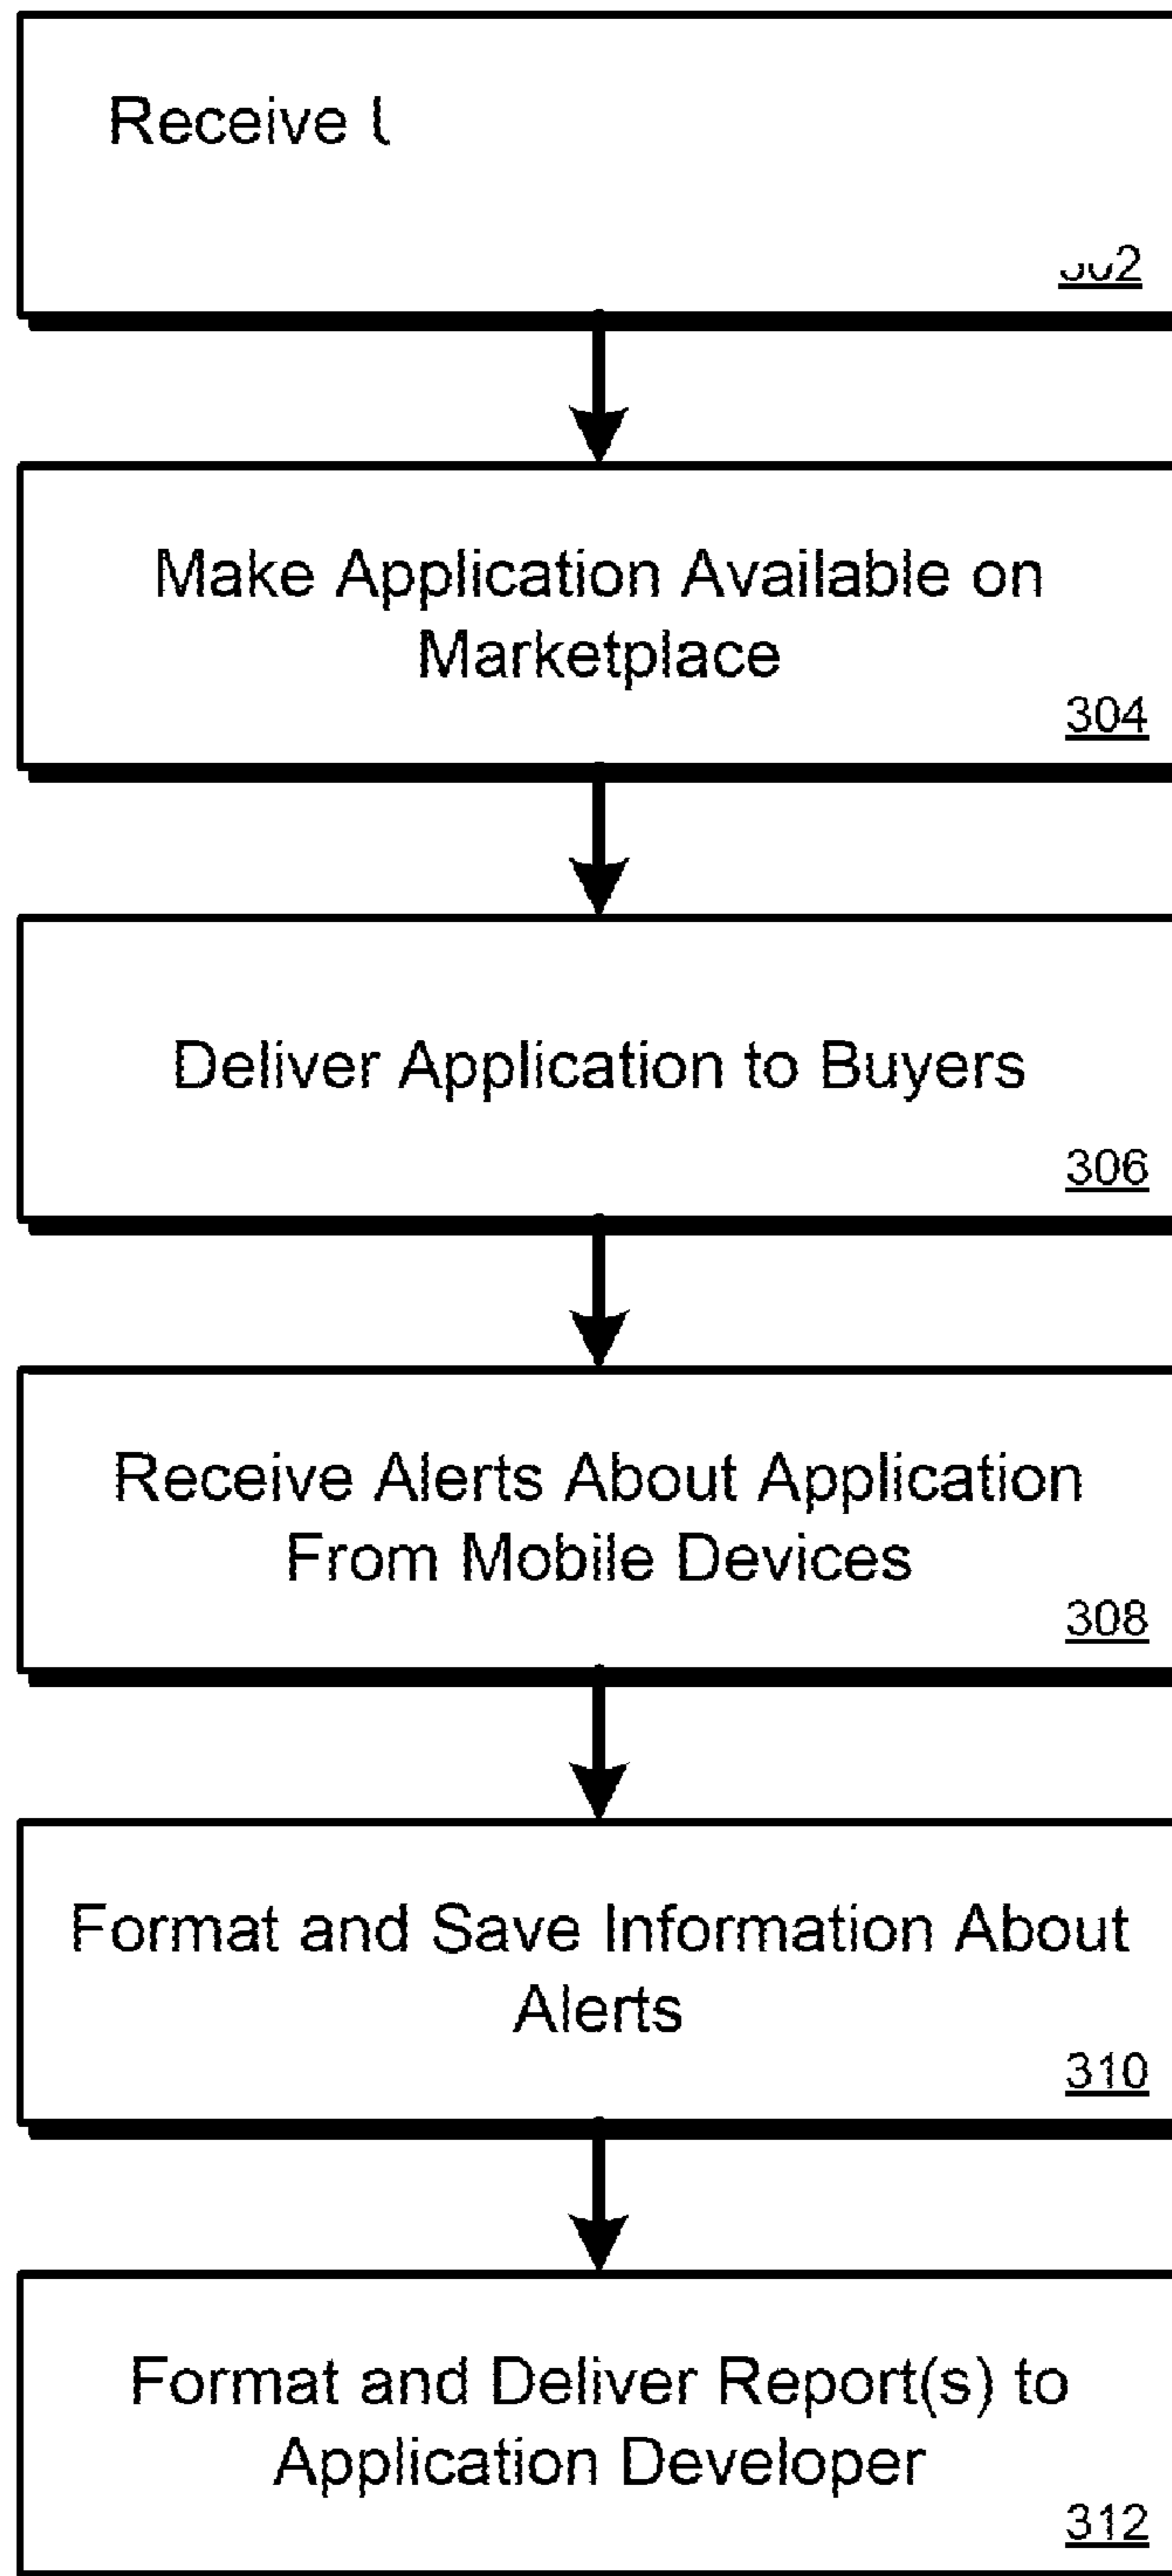 Receive
Make Application Available on
Marketplace
304
Deliver Application to Buyers
306
Receive Alerts About Application
From Mobile Devices
308
Format and Save Information About
Alerts
310
Format and Deliver Report(s) to
Application Developer
312